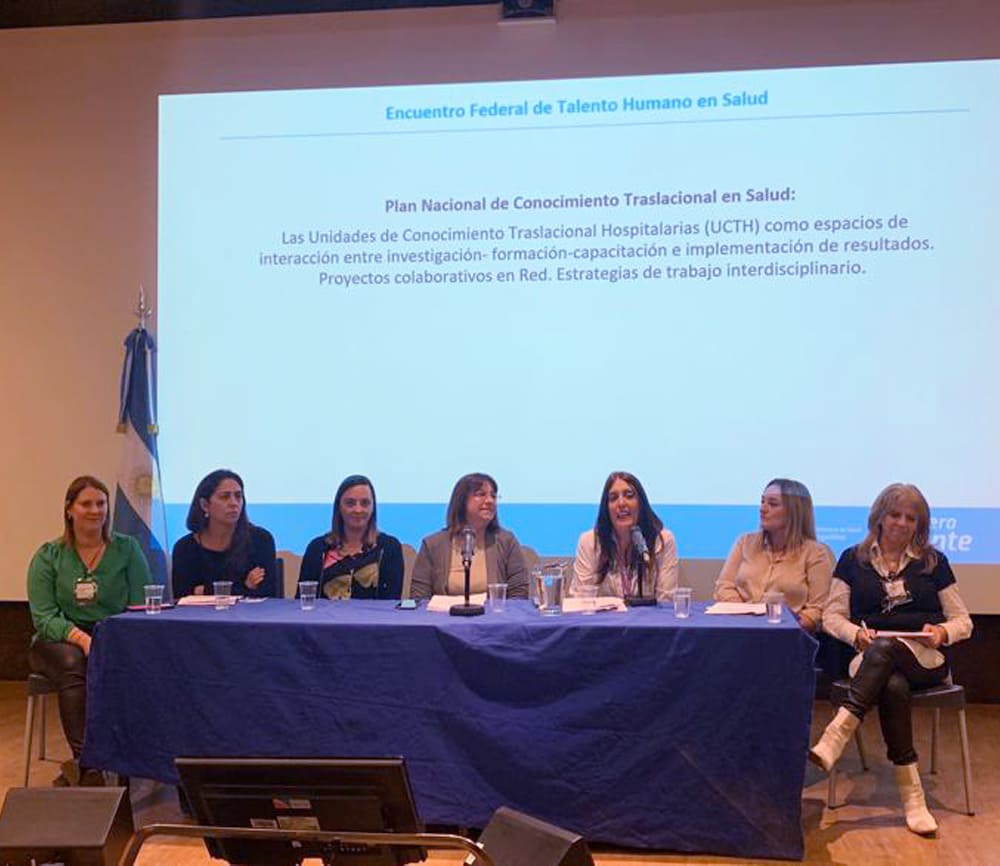 Encuentro Federal de Talento Humano en Salud
Plan Nacional de Conocimiento Traslacional en Salud:
Las Unidades de Conocimiento Traslacional Hospitalarias (UCTH) como espacios de
interacción entre investigación- formación-capacitación e implementación de resultados.
Proyectos colaborativos en Red. Estrategias de trabajo interdisciplinario.